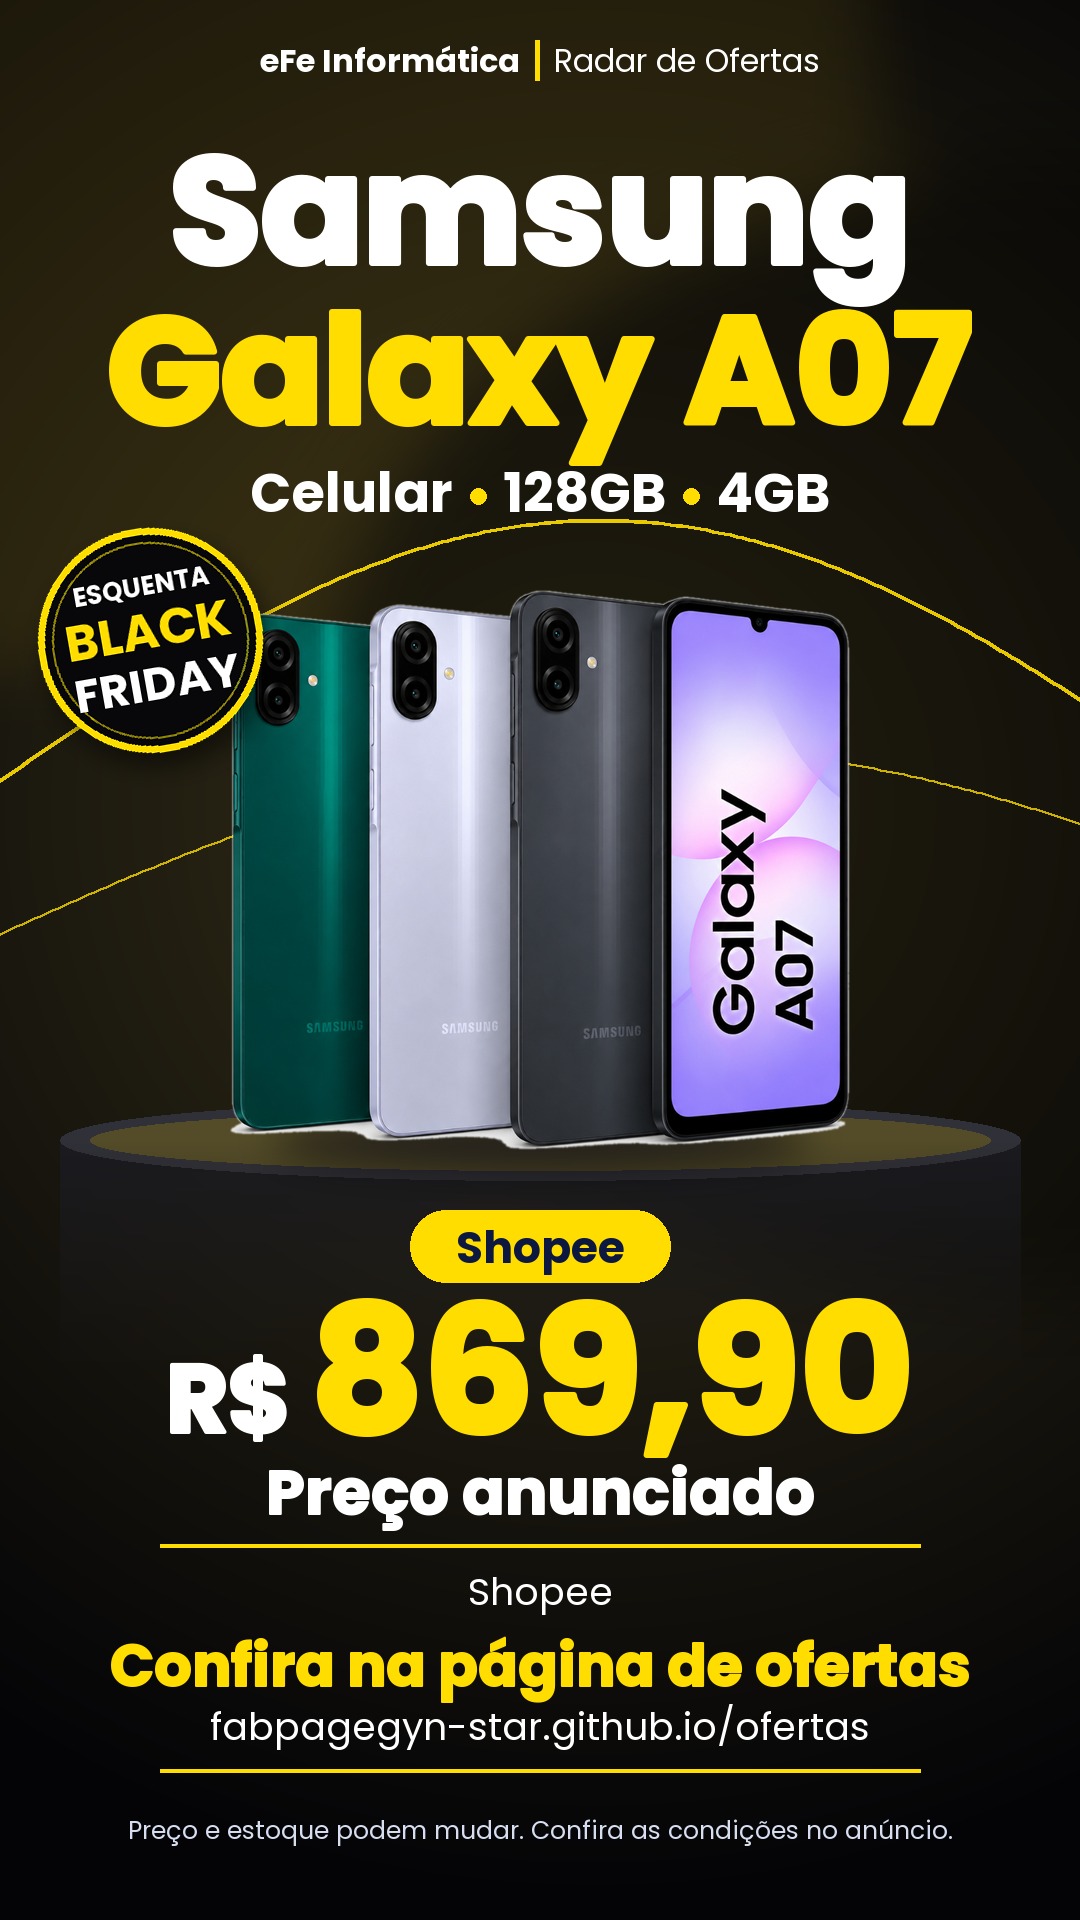 eFe Informática | Radar de Ofertas
Samsung
Galaxy A07
Celular • 128GB • 4GB
ESQUENTA
BLACK
FRIDAY
SAMSUNG
SAMSUNG
SAMSUNG
Galaxy
A07
Shopee
R$ 869,90
Preço anunciado
Shopee
Confira na página de ofertas
fabpagegyn-star.github.io/ofertas
Preço e estoque podem mudar. Confira as condições no anúncio.